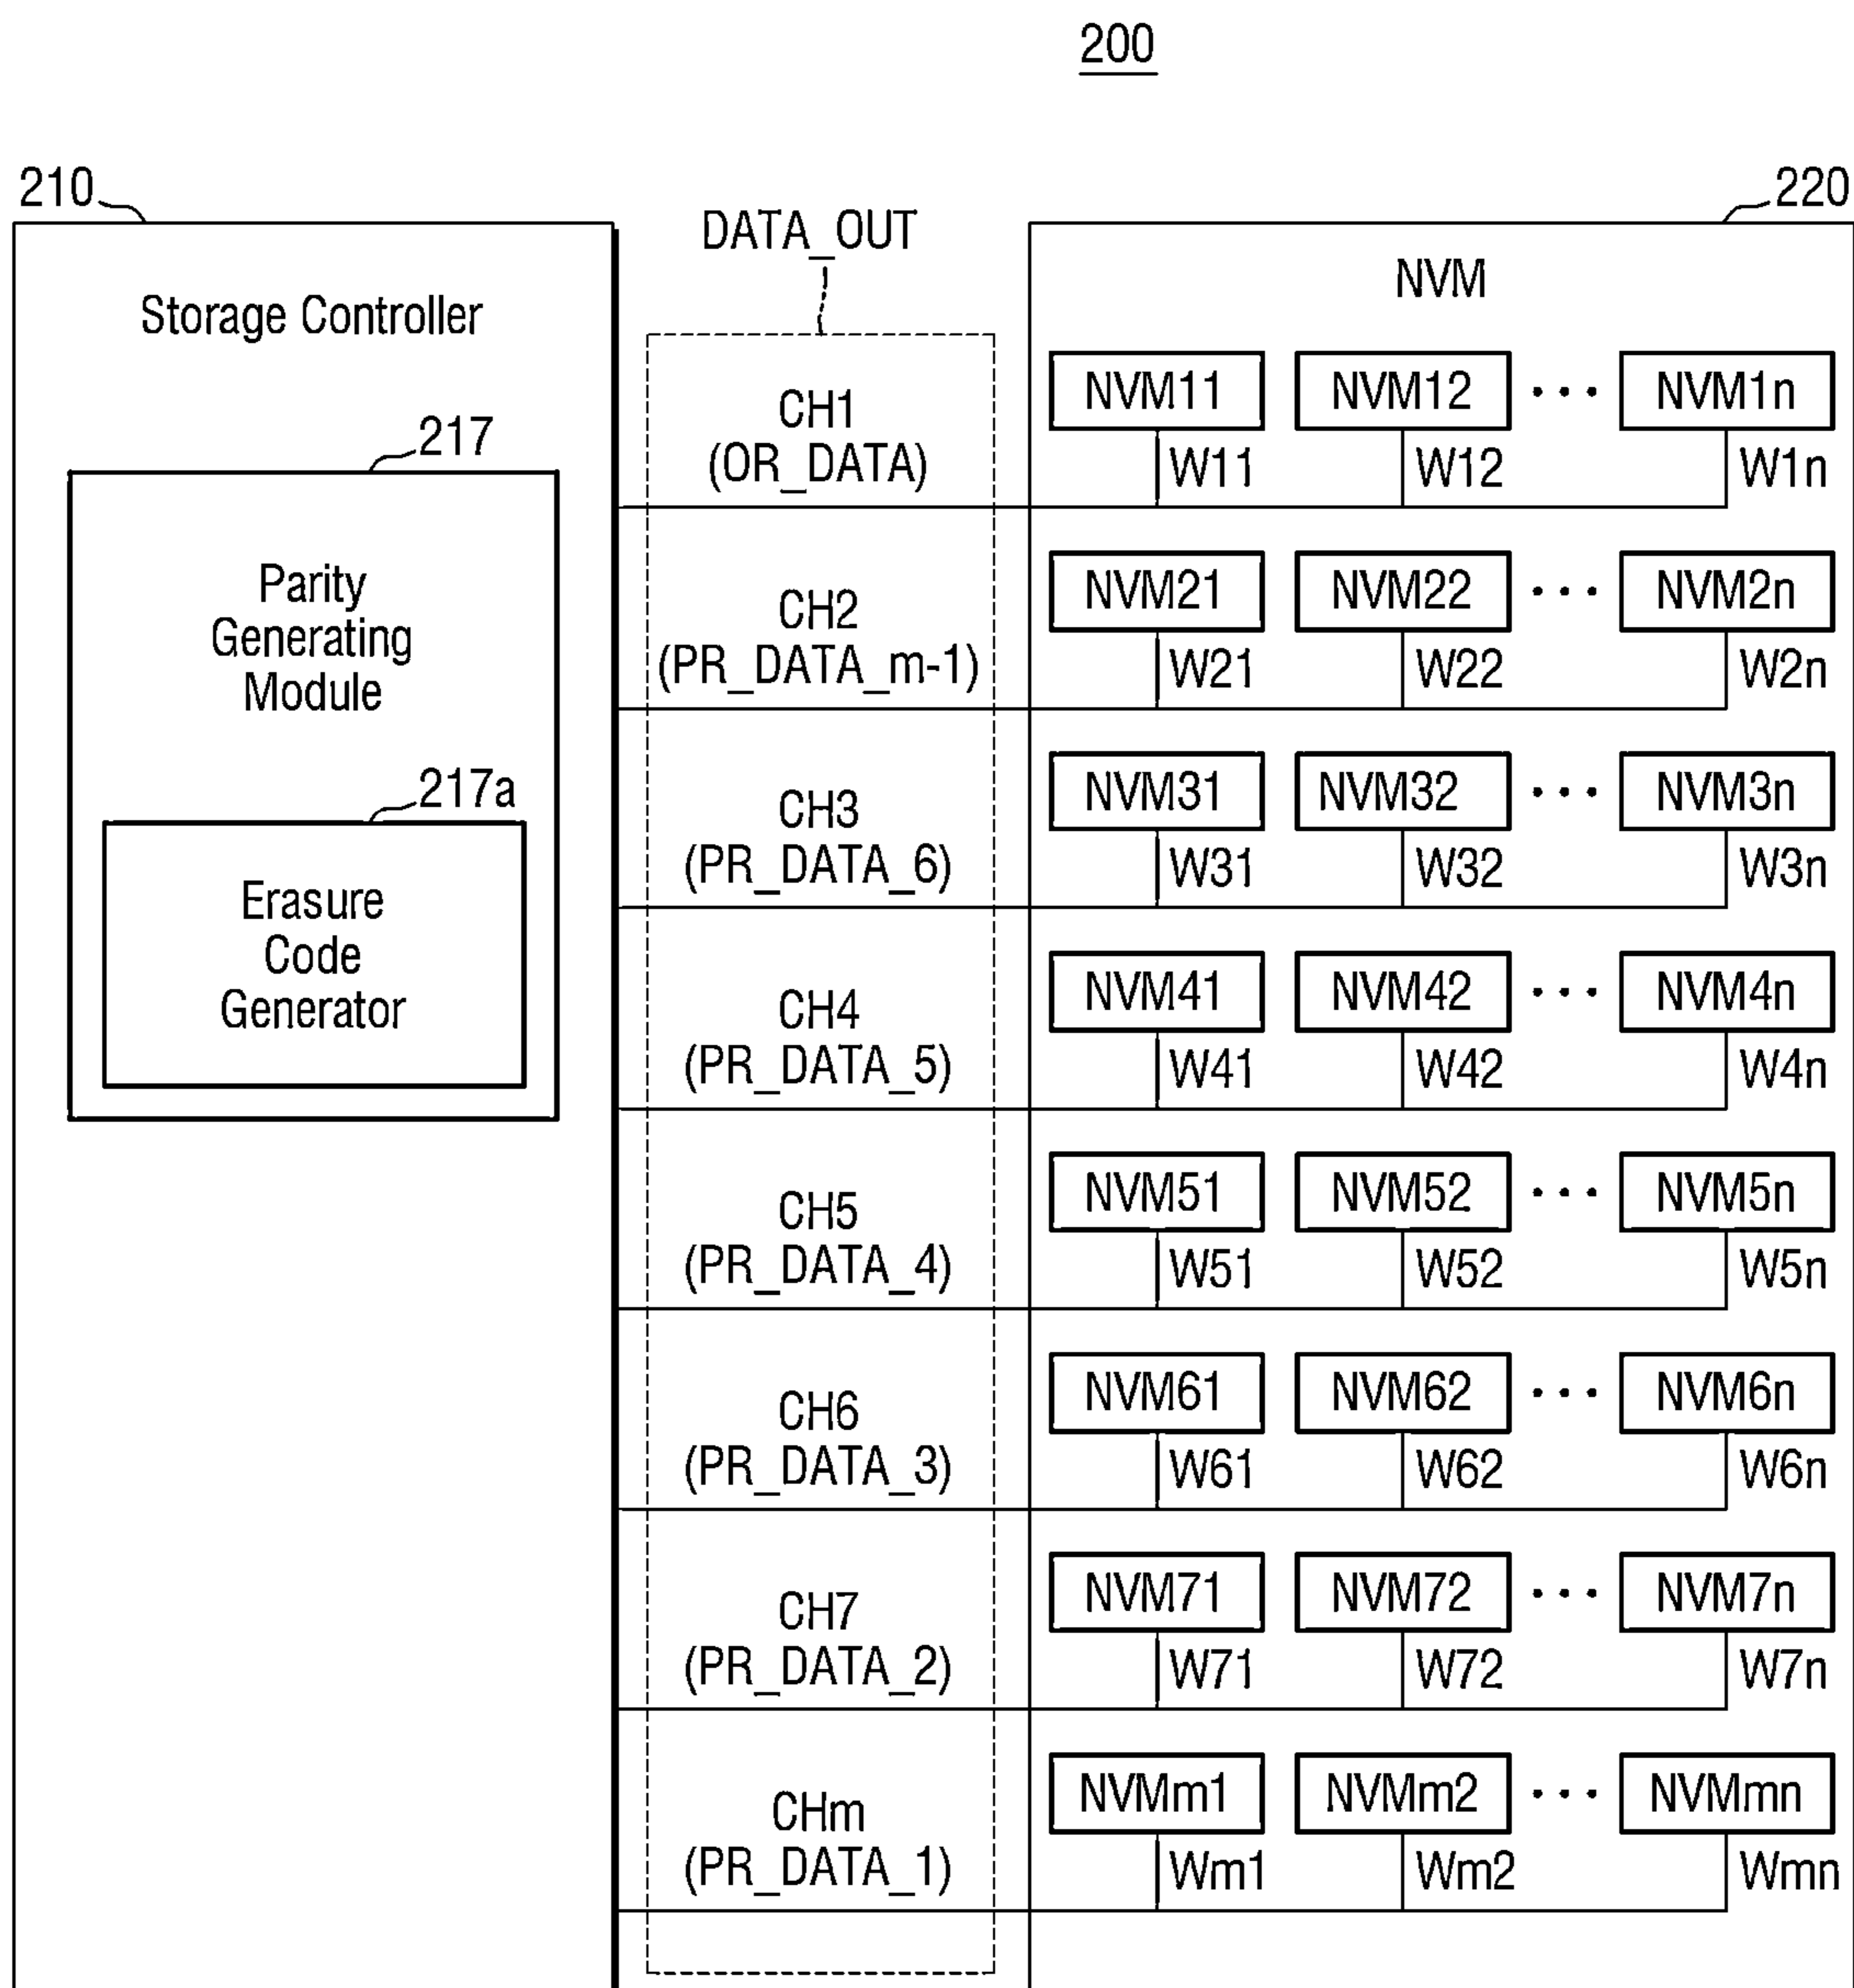 200
210
220
DATA_OUT
Storage Controller
NVM
217
Parity
Generating
Module
217a
Erasure
Code
Generator
CH1
(OR_DATA)
NVM11 NVM12 ... NVM1n
W11 W12 W1n
CH2
(PR_DATA_m-1)
NVM21 NVM22 ... NVM2n
W21 W22 W2n
CH3
(PR_DATA_6)
NVM31 NVM32 ... NVM3n
W31 W32 W3n
CH4
(PR_DATA_5)
NVM41 NVM42 ... NVM4n
W41 W42 W4n
CH5
(PR_DATA_4)
NVM51 NVM52 ... NVM5n
W51 W52 W5n
CH6
(PR_DATA_3)
NVM61 NVM62 ... NVM6n
W61 W62 W6n
CH7
(PR_DATA_2)
NVM71 NVM72 ... NVM7n
W71 W72 W7n
CHm
(PR_DATA_1)
NVMm1 NVMm2 ... NVMmn
Wm1 Wm2 Wmn